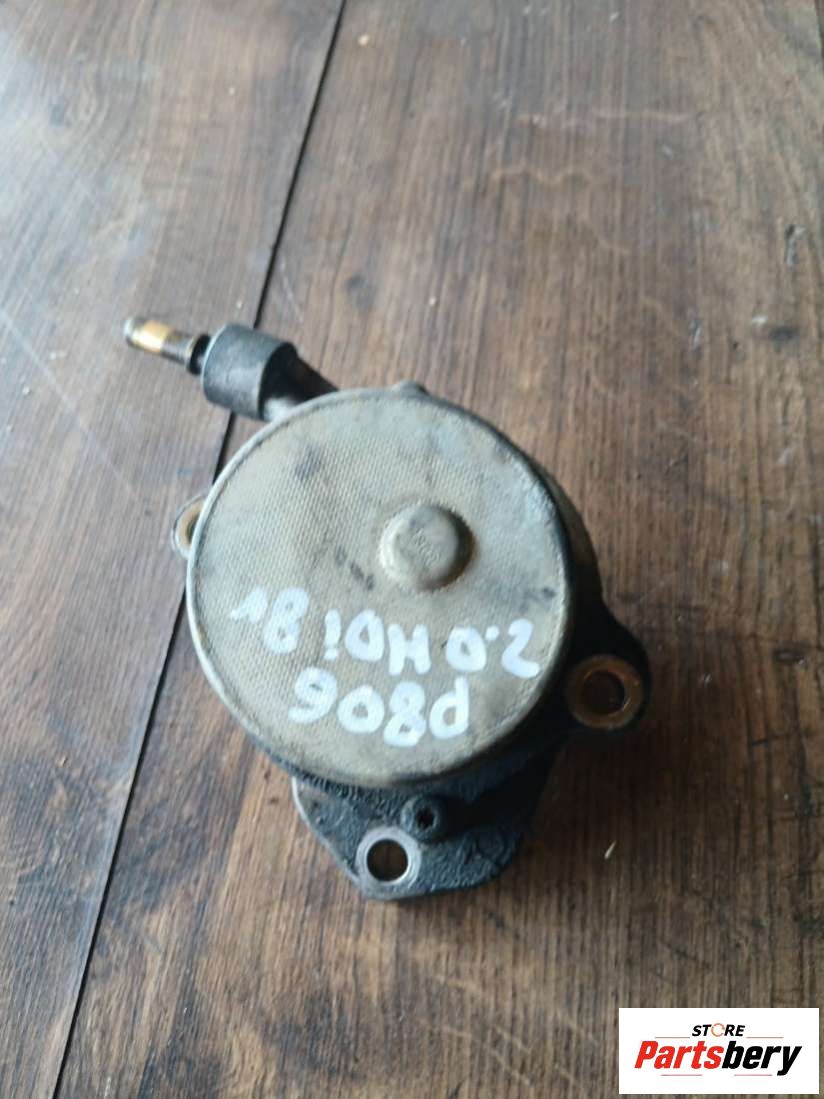 2.0 HDi 8v
P806
STORE
Partsbery